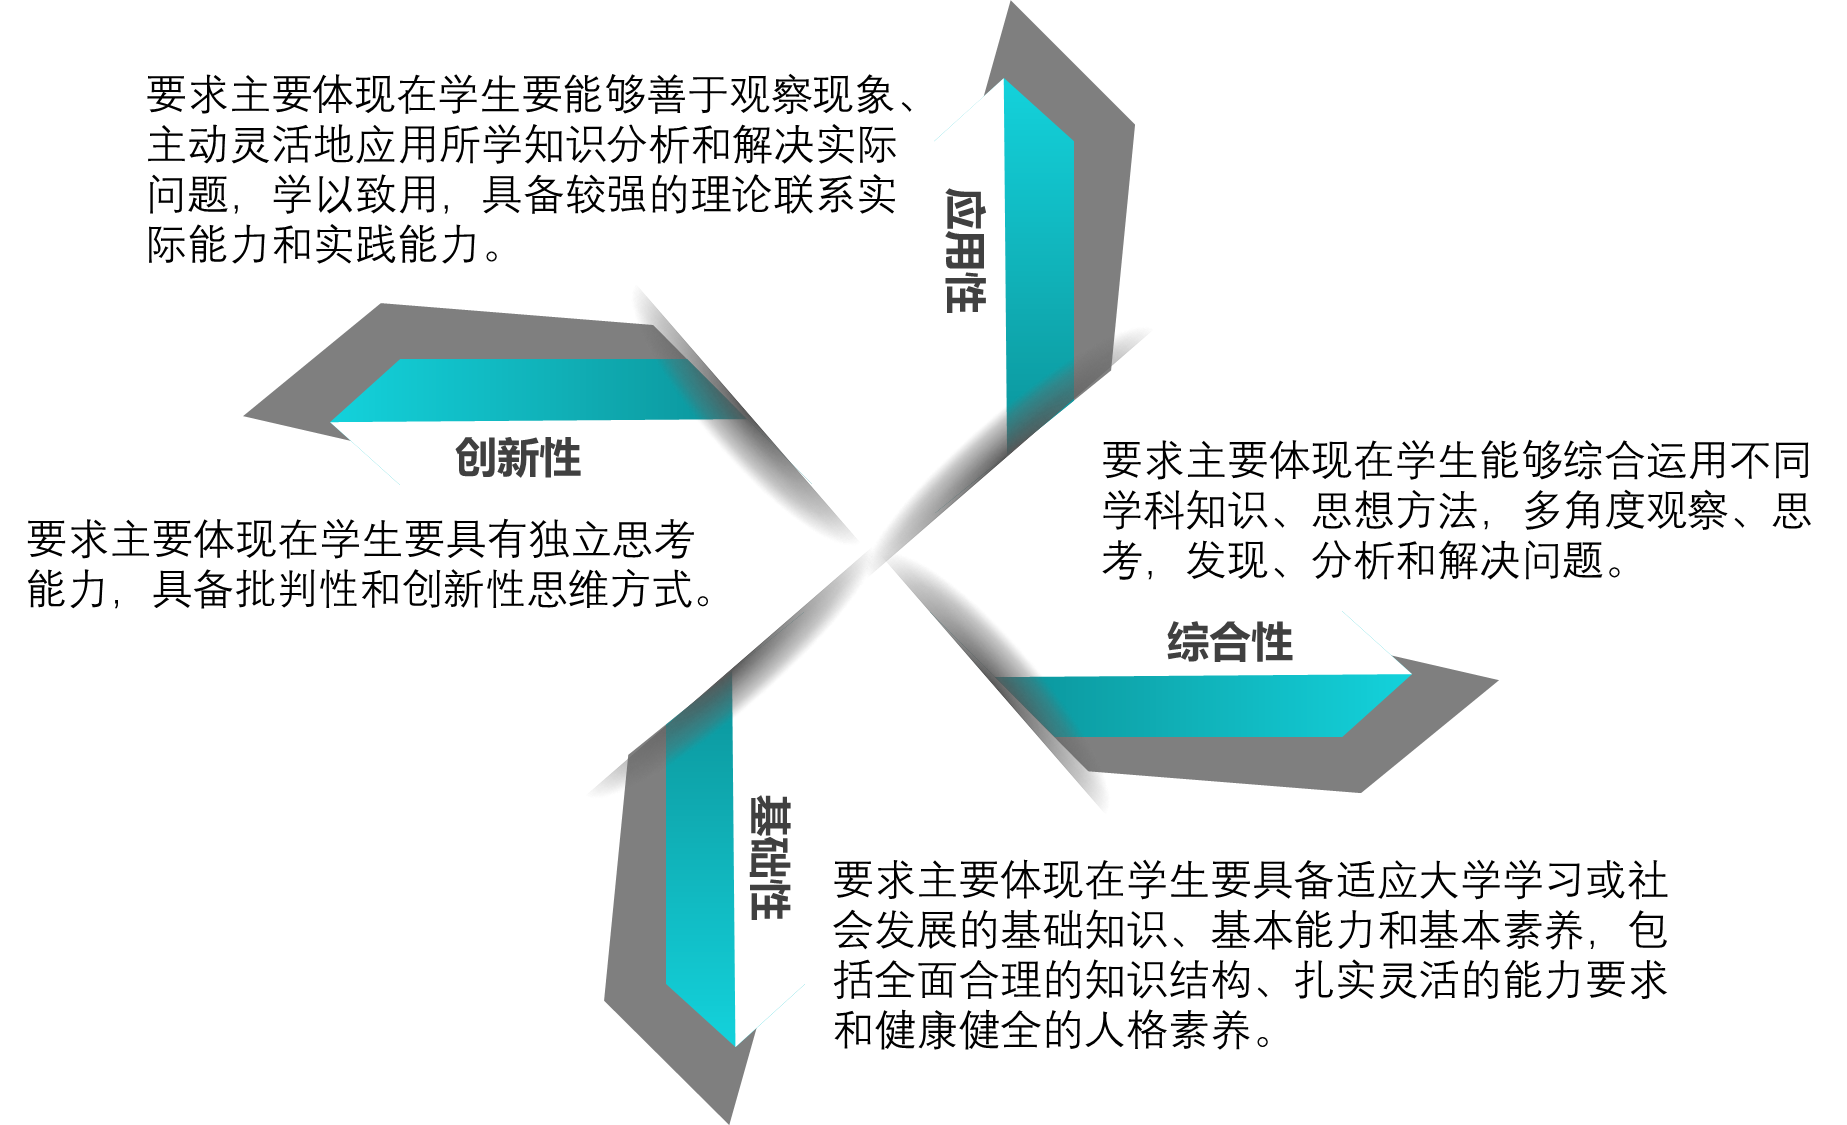 要求主要体现在学生要能够善于观察现象、
主动灵活地应用所学知识分析和解决实际
问题，学以致用，具备较强的理论联系实
际能力和实践能力。
应用性
创新性
要求主要体现在学生要具有独立思考
能力，具备批判性和创新性思维方式。
要求主要体现在学生能够综合运用不同
学科知识、思想方法，多角度观察、思
考，发现、分析和解决问题。
综合性
基础性
要求主要体现在学生要具备适应大学学习或社
会发展的基础知识、基本能力和基本素养，包
括全面合理的知识结构、扎实灵活的能力要求
和健康健全的人格素养。